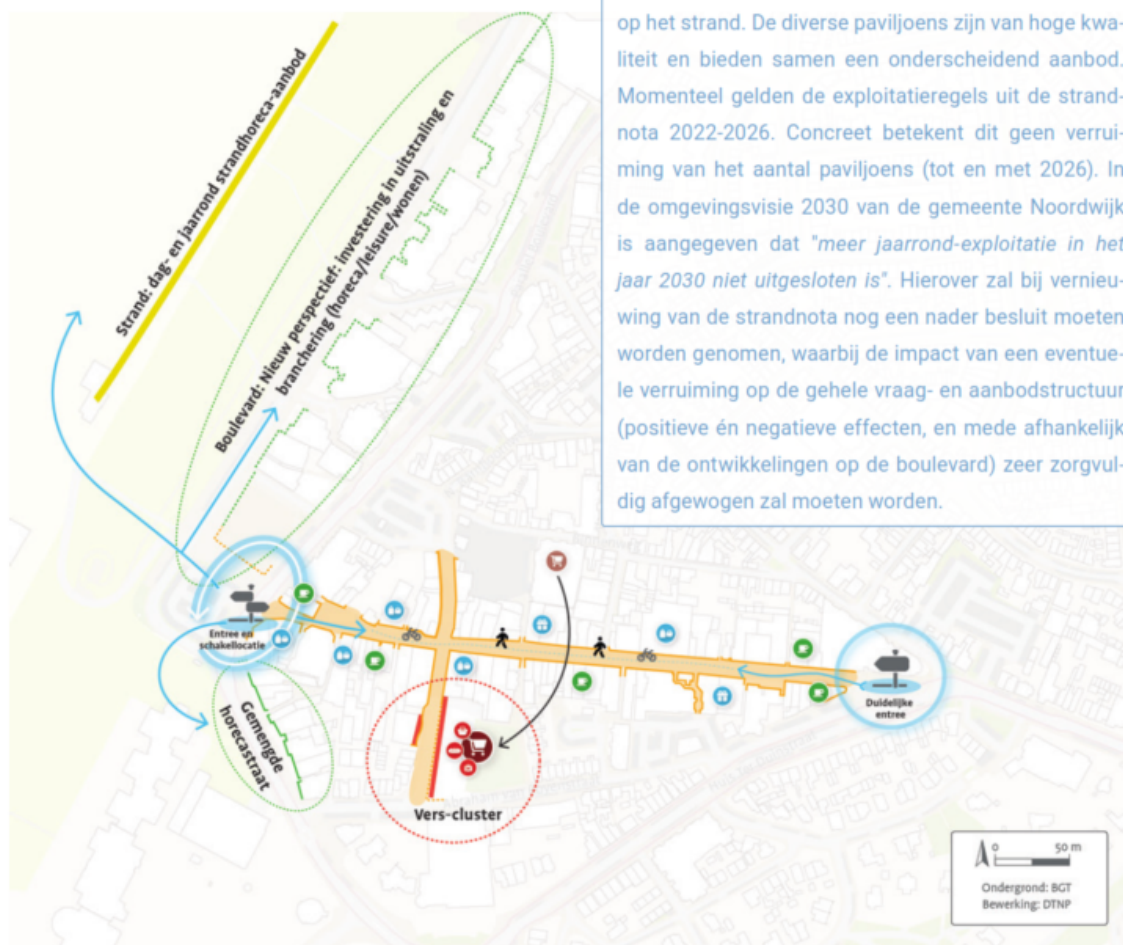 op het strand. De diverse paviljoens zijn van hoge kwa-
liteit en bieden samen een onderscheidend aanbod.
Momenteel gelden de exploitatieregels uit de strand-
nota 2022-2026. Concreet betekent dit geen verrui-
ming van het aantal paviljoens (tot en met 2026). In
de omgevingsvisie 2030 van de gemeente Noordwijk
is aangegeven dat "meer jaarrond-exploitatie in het
jaar 2030 niet uitgesloten is". Hierover zal bij vernieu-
wing van de strandnota nog een nader besluit moeten
worden genomen, waarbij de impact van een eventue-
le verruiming op de gehele vraag- en aanbodstructuur
(positieve én negatieve effecten, en mede afhankelijk
van de ontwikkelingen op de boulevard) zeer zorgvul-
dig afgewogen zal moeten worden.
Strand: dag- en jaarrond strandhoreca-aanbod
Boulevard: Nieuw perspectief: investering in uitstraling en
branchering (horeca/leisure/wonen)
Entree en
schakellocatie
Gemengde
horecastraat
Vers-cluster
Duidelijke
entree
0 50 m
Ondergrond: BGT
Bewerking: DTNP